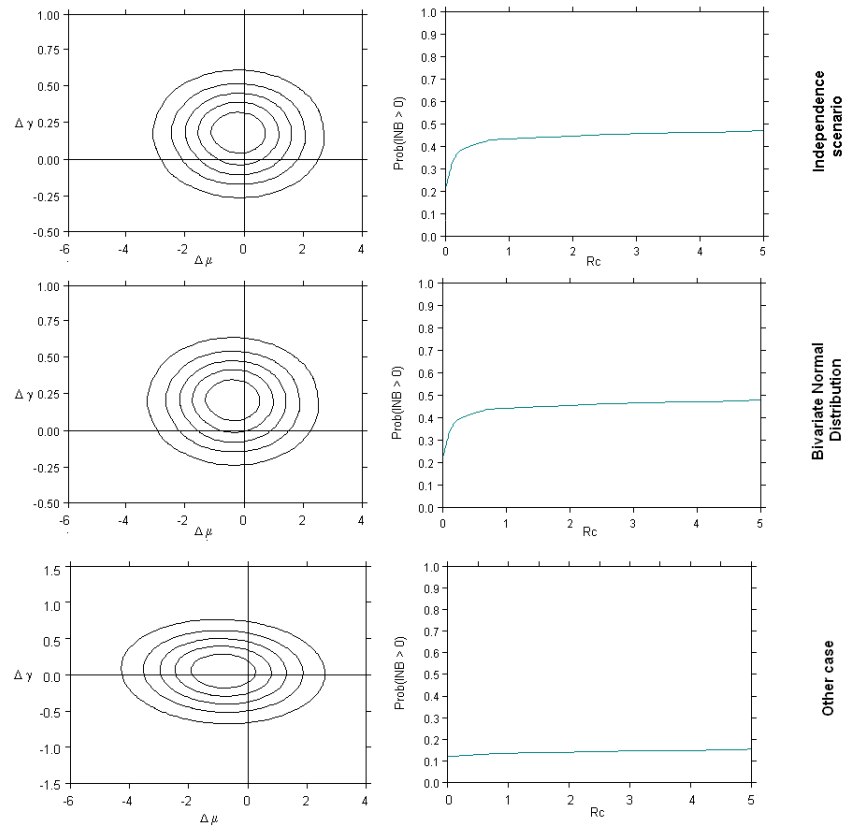 1.00
0.75
0.50
Δ γ 0.25
0.00
-0.25
-0.50
-6 -4 -2 0 2 4
Δ μ
Prob(INB > 0)
1.0
0.9
0.8
0.7
0.6
0.5
0.4
0.3
0.2
0.1
0.0
0 1 2 3 4 5
Rc
Independence
scenario
1.00
0.75
0.50
Δ γ 0.25
0.00
-0.25
-0.50
-6 -4 -2 0 2 4
Δ μ
Prob(INB > 0)
1.0
0.9
0.8
0.7
0.6
0.5
0.4
0.3
0.2
0.1
0.0
0 1 2 3 4 5
Rc
Bivariate Normal
Distribution
1.5
1.0
0.5
Δ γ 0.0
-0.5
-1.0
-1.5
-6 -4 -2 0 2 4
Δ μ
Prob(INB > 0)
1.0
0.9
0.8
0.7
0.6
0.5
0.4
0.3
0.2
0.1
0.0
0 1 2 3 4 5
Rc
Other case